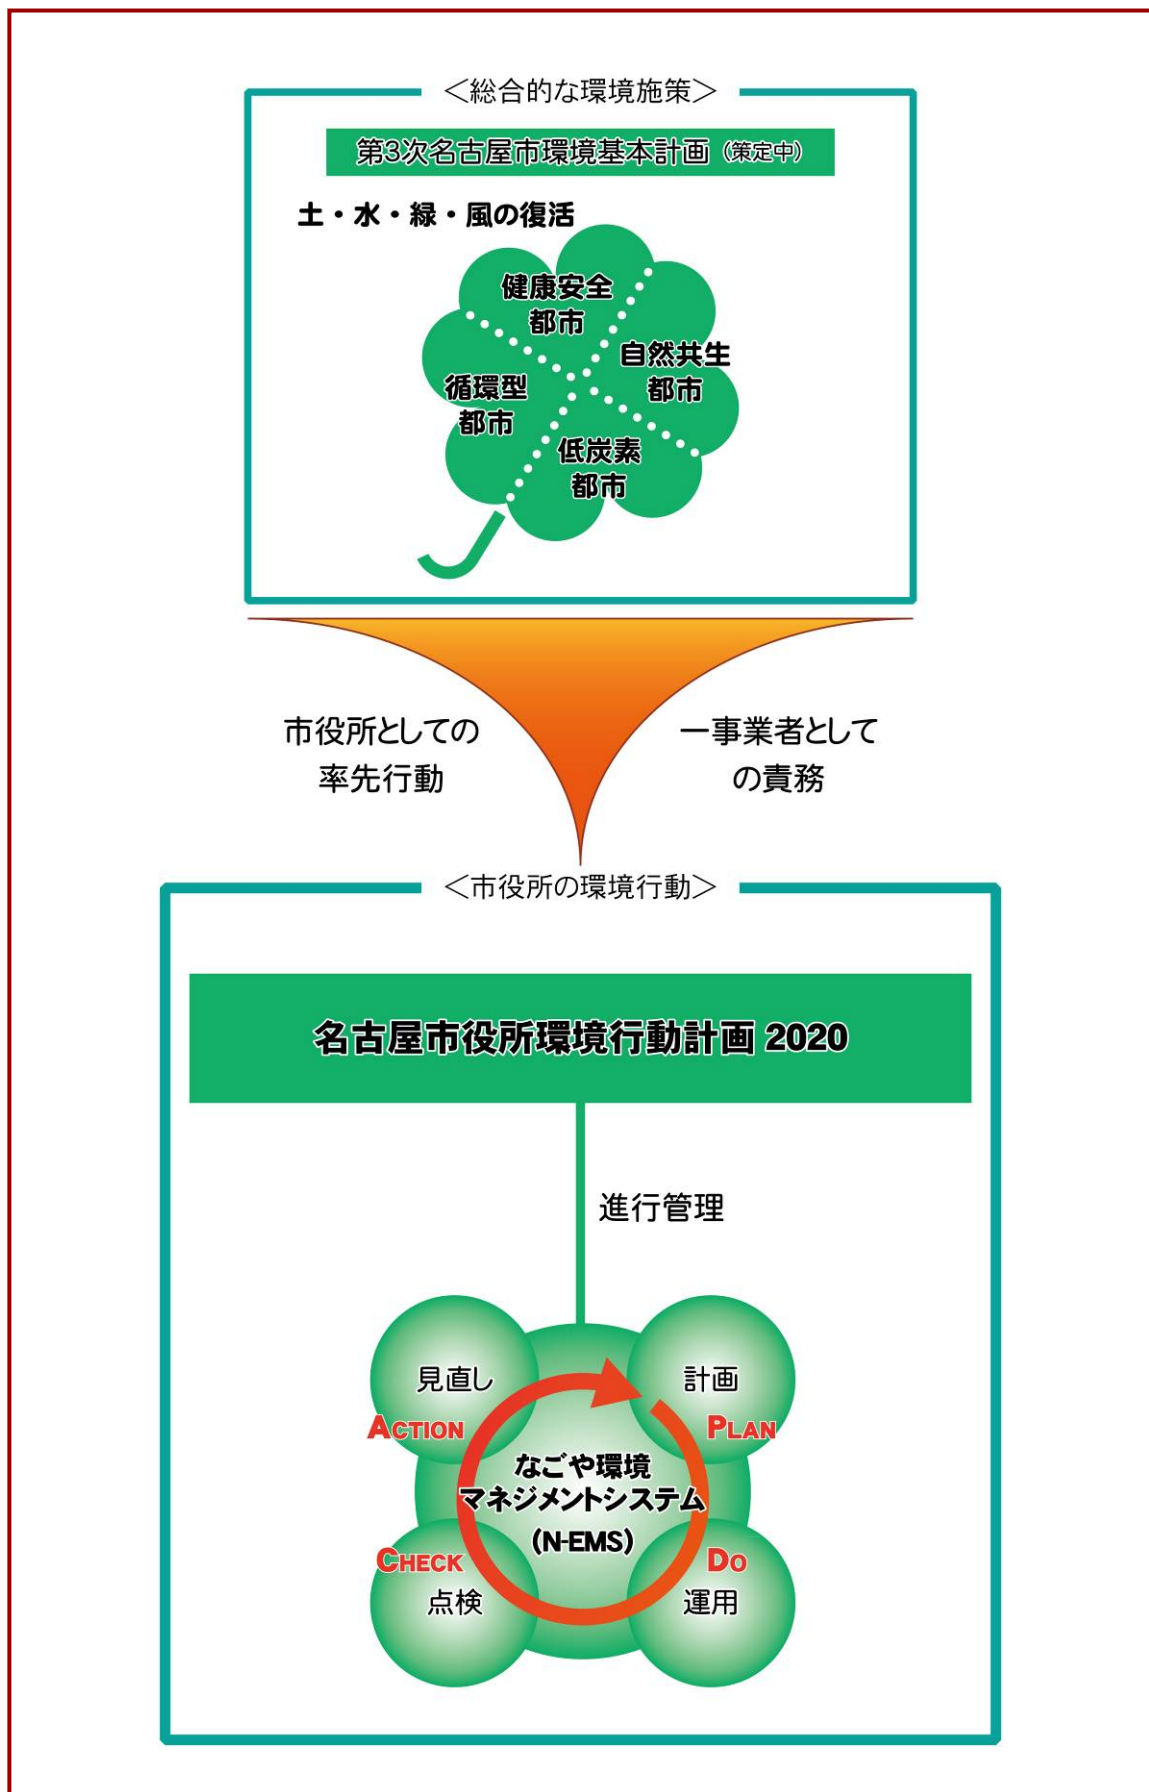 ＜総合的な環境施策＞
第3次名古屋市環境基本計画（策定中）
土・水・緑・風の復活
健康安全
都市
自然共生
都市
循環型
都市
低炭素
都市
市役所としての
率先行動
一事業者として
の責務
＜市役所の環境行動＞
名古屋市役所環境行動計画 2020
進行管理
見直し
ACTION
計画
PLAN
なごや環境
マネジメントシステム
(N-EMS)
CHECK
点検
DO
運用